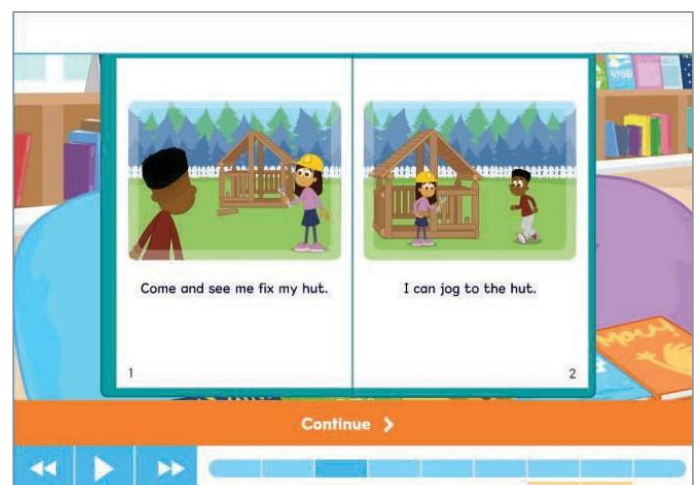 Come and see me fix my hut.
I can jog to the hut.
1
2
Continue